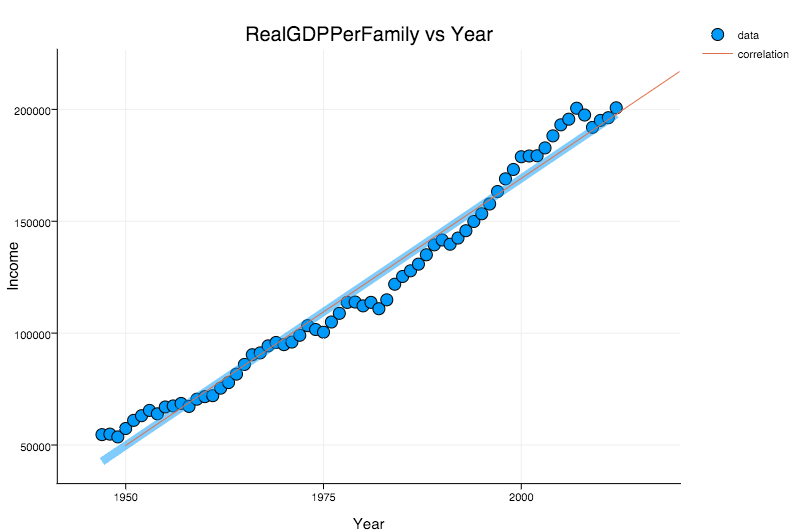 RealGDPPerFamily vs Year
data
correlation
200000
150000
100000
50000
Income
1950
1975
2000
Year